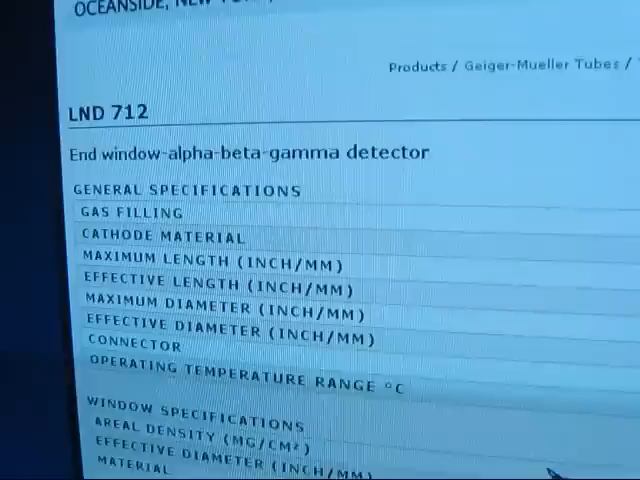 OCEANSIDE,
Products / Geiger-Mueller Tubes /
LND 712
End window-alpha-beta-gamma detector
GENERAL SPECIFICATIONS
GAS FILLING
CATHODE MATERIAL
MAXIMUM LENGTH (INCH/MM)
EFFECTIVE LENGTH (INCH/MM)
MAXIMUM DIAMETER (INCH/MM)
EFFECTIVE DIAMETER (INCH/MM)
CONNECTOR
OPERATING TEMPERATURE RANGE °C
WINDOW SPECIFICATIONS
AREAL DENSITY (MG/CM²)
EFFECTIVE DIAMETER (INCH/MM)
MATERIAL